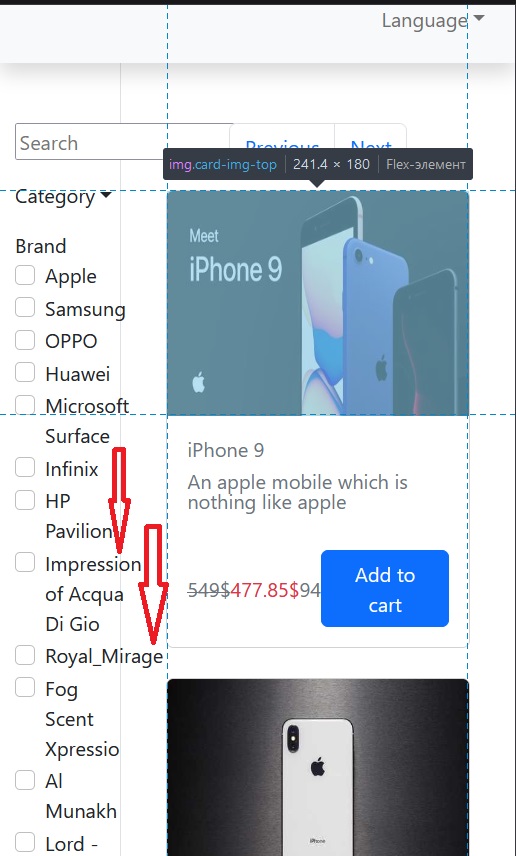 Language
Search
Previous
Next
img.card-img-top
241.4 × 180
Flex-элемент
Category
Brand
Apple
Samsung
OPPO
Huawei
Microsoft
Surface
Infinix
HP
Pavilion
Impression
of Acqua
Di Gio
Royal_Mirage
Fog
Scent
Xpressio
Al
Munakh
Lord -
Meet
iPhone 9
iPhone 9
An apple mobile which is
nothing like apple
549$477.85$94
Add to
cart
iPhone